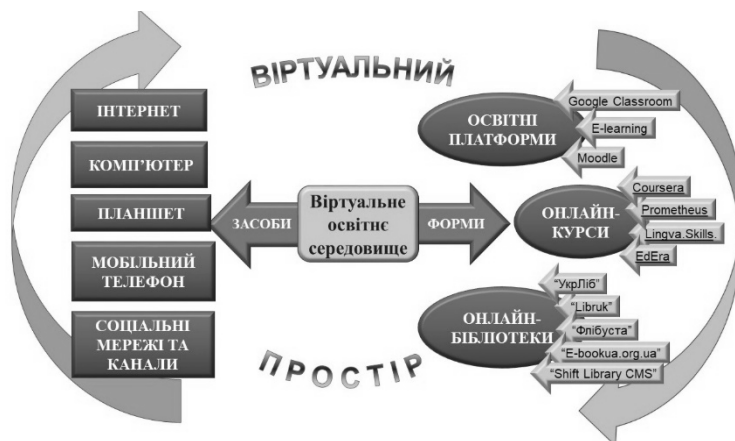 ВІРТУАЛЬНИЙ
ІНТЕРНЕТ
КОМП'ЮТЕР
ПЛАНШЕТ
МОБІЛЬНИЙ
ТЕЛЕФОН
СОЦІАЛЬНІ
МЕРЕЖІ ТА
КАНАЛИ
ЗАСОБИ
Віртуальне
освітнє
середовище
ФОРМИ
ОСВІТНІ
ПЛАТФОРМИ
Google Classroom
E-learning
Moodle
ОНЛАЙН-
КУРСИ
Coursera
Prometheus
Lingva.Skills.
EdEra
ОНЛАЙН-
БІБЛІОТЕКИ
“УкрЛіб”
“Libruk”
“Флібуста”
“E-bookua.org.ua”
“Shift Library CMS”
ПРОСТІР